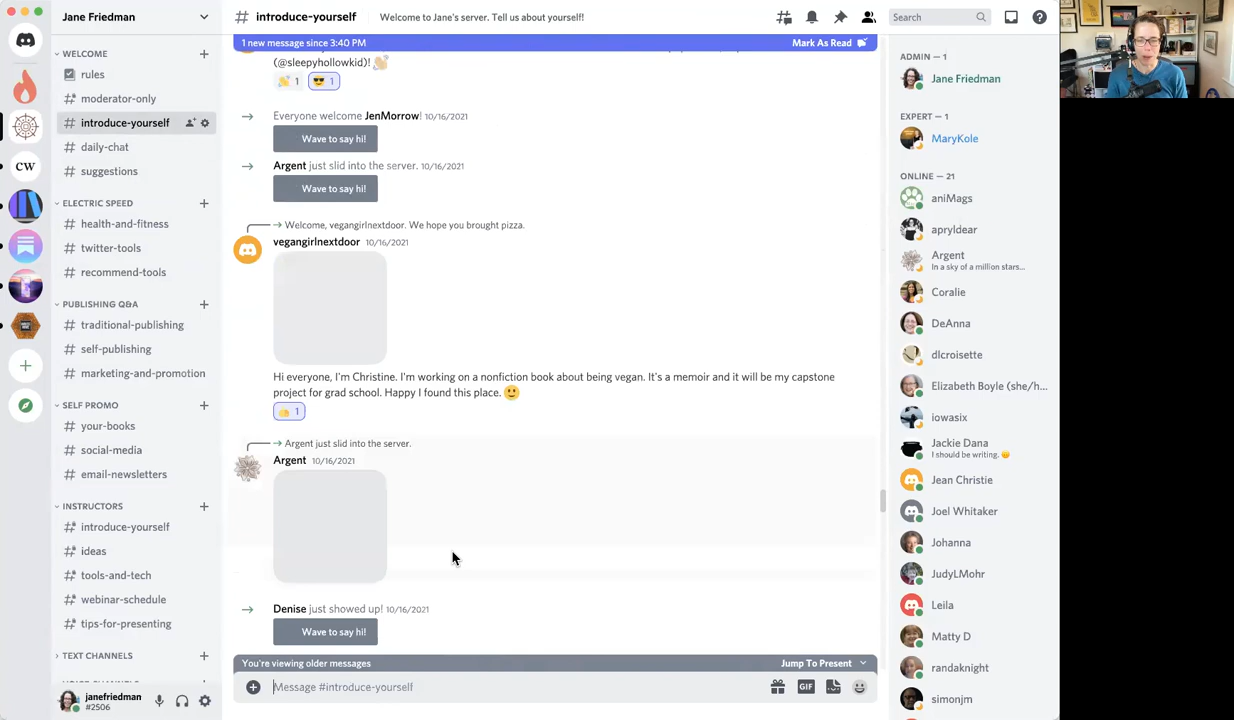 Jane Friedman
# introduce-yourself
Welcome to Jane's server. Tell us about yourself!
Search
WELCOME
rules
moderator-only
introduce-yourself
daily-chat
suggestions
ELECTRIC SPEED
health-and-fitness
twitter-tools
recommend-tools
PUBLISHING Q&A
traditional-publishing
self-publishing
marketing-and-promotion
SELF PROMO
your-books
social-media
email-newsletters
INSTRUCTORS
introduce-yourself
ideas
tools-and-tech
webinar-schedule
tips-for-presenting
TEXT CHANNELS
janefriedman
#2506
CW
1 new message since 3:40 PM
Mark As Read
(@sleepyhollowkid)!
1
1
Everyone welcome JenMorrow! 10/16/2021
Wave to say hi!
Argent just slid into the server. 10/16/2021
Wave to say hi!
Welcome, vegangirlnextdoor. We hope you brought pizza.
vegangirlnextdoor 10/16/2021
Hi everyone, I'm Christine. I'm working on a nonfiction book about being vegan. It's a memoir and it will be my capstone
project for grad school. Happy I found this place.
1
Argent just slid into the server.
Argent 10/16/2021
Denise just showed up! 10/16/2021
Wave to say hi!
You're viewing older messages
Jump To Present
Message #introduce-yourself
GIF
ADMIN — 1
Jane Friedman
EXPERT — 1
MaryKole
ONLINE — 21
aniMags
apryldear
Argent
In a sky of a million stars...
Coralie
DeAnna
dlcroisette
Elizabeth Boyle (she/h...
iowasix
Jackie Dana
I should be writing.
Jean Christie
Joel Whitaker
Johanna
JudyLMohr
Leila
Matty D
randaknight
simonjm